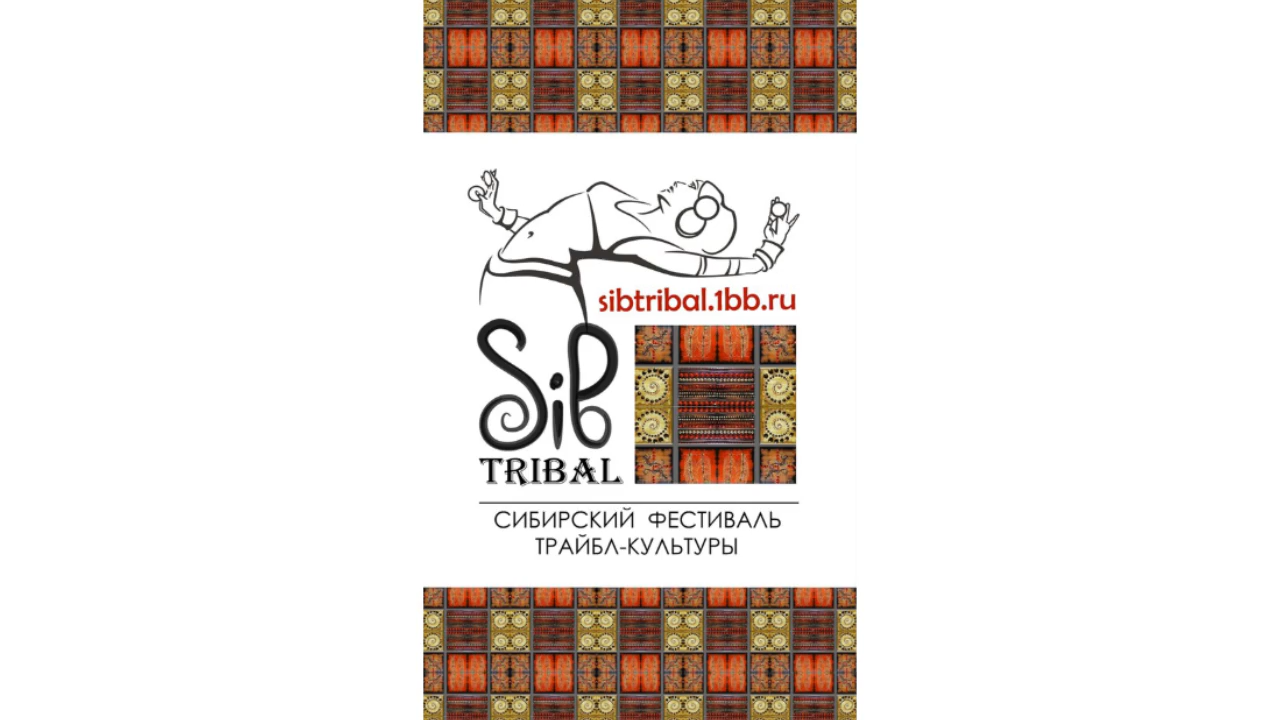 sibtribal.1bb.ru
Sib
TRIBAL
СИБИРСКИЙ ФЕСТИВАЛЬ
ТРАЙБЛ-КУЛЬТУРЫ